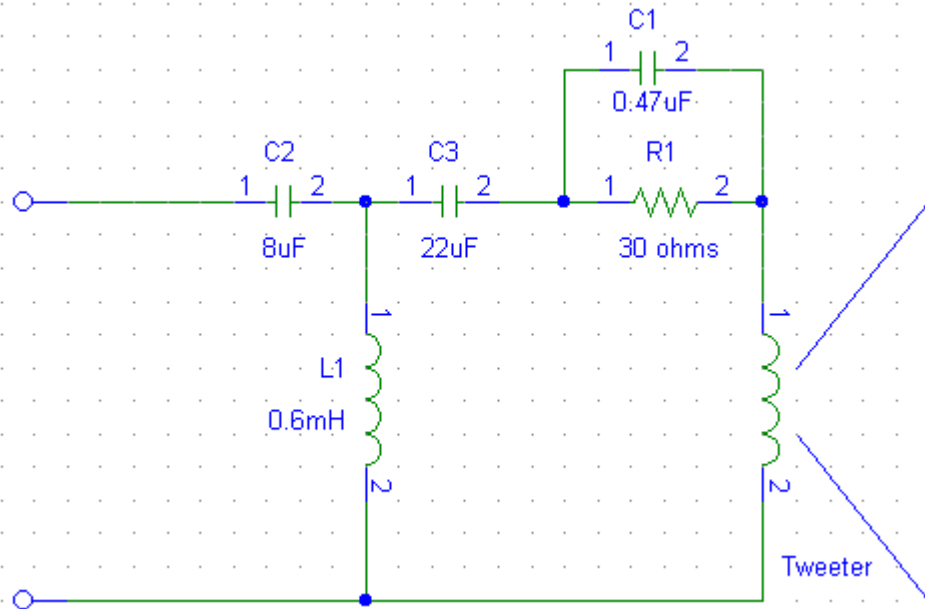 C1
1 2
0.47uF
C2 C3 R1
1 2 1 2 1 2
8uF 22uF 30 ohms
1 1
L1
0.6mH
2 2
Tweeter